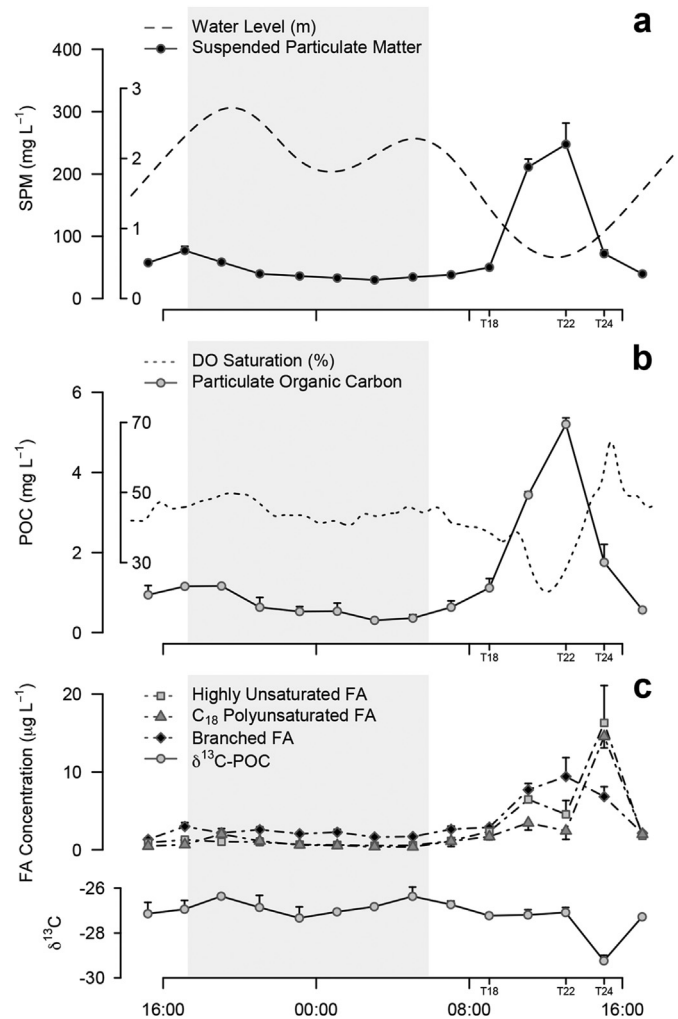 a
Water Level (m)
Suspended Particulate Matter
SPM (mg L⁻¹)
400
300
200
100
0
3
2
1
0
T18
T22
T24
b
DO Saturation (%)
Particulate Organic Carbon
POC (mg L⁻¹)
6
4
2
0
70
50
30
T18
T22
T24
c
Highly Unsaturated FA
C₁₈ Polyunsaturated FA
Branched FA
δ¹³C-POC
FA Concentration (μg L⁻¹)
20
10
0
δ¹³C
-26
-28
-30
T18
T22
T24
16:00
00:00
08:00
16:00